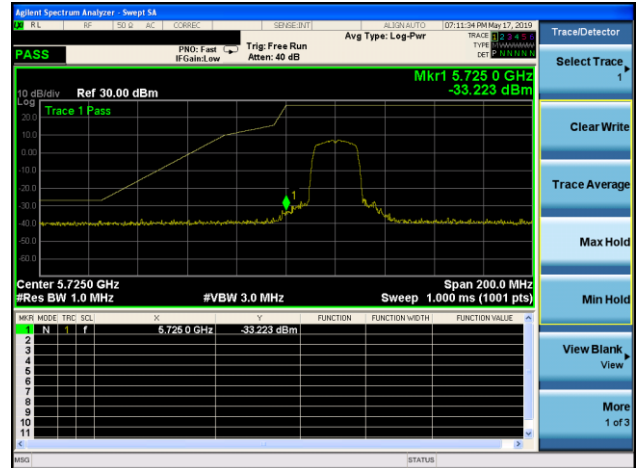 Agilent Spectrum Analyzer - Swept SA
RL RF 50 Ω AC CORREC SENSE:INT ALIGN AUTO 07:11:34 PM May 17, 2019
PASS PNO: Fast IFGain:Low Trig: Free Run Atten: 40 dB Avg Type: Log-Pwr
TRACE 1 2 3 4 5 6
TYPE MWWWWW
DET P N N N N N
Mkr1 5.725 0 GHz
-33.223 dBm
10 dB/div Ref 30.00 dBm
Log
Trace 1 Pass
20.0
10.0
0.00
-10.0
-20.0
-30.0
-40.0
-50.0
-60.0
1
Center 5.7250 GHz Span 200.0 MHz
#Res BW 1.0 MHz #VBW 3.0 MHz Sweep 1.000 ms (1001 pts)
MKR MODE TRC SCL X Y FUNCTION FUNCTION WIDTH FUNCTION VALUE
1 N 1 f 5.725 0 GHz -33.223 dBm
2
3
4
5
6
7
8
9
10
11
MSG STATUS
Trace/Detector
Select Trace
1
Clear Write
Trace Average
Max Hold
Min Hold
View Blank
View
More
1 of 3